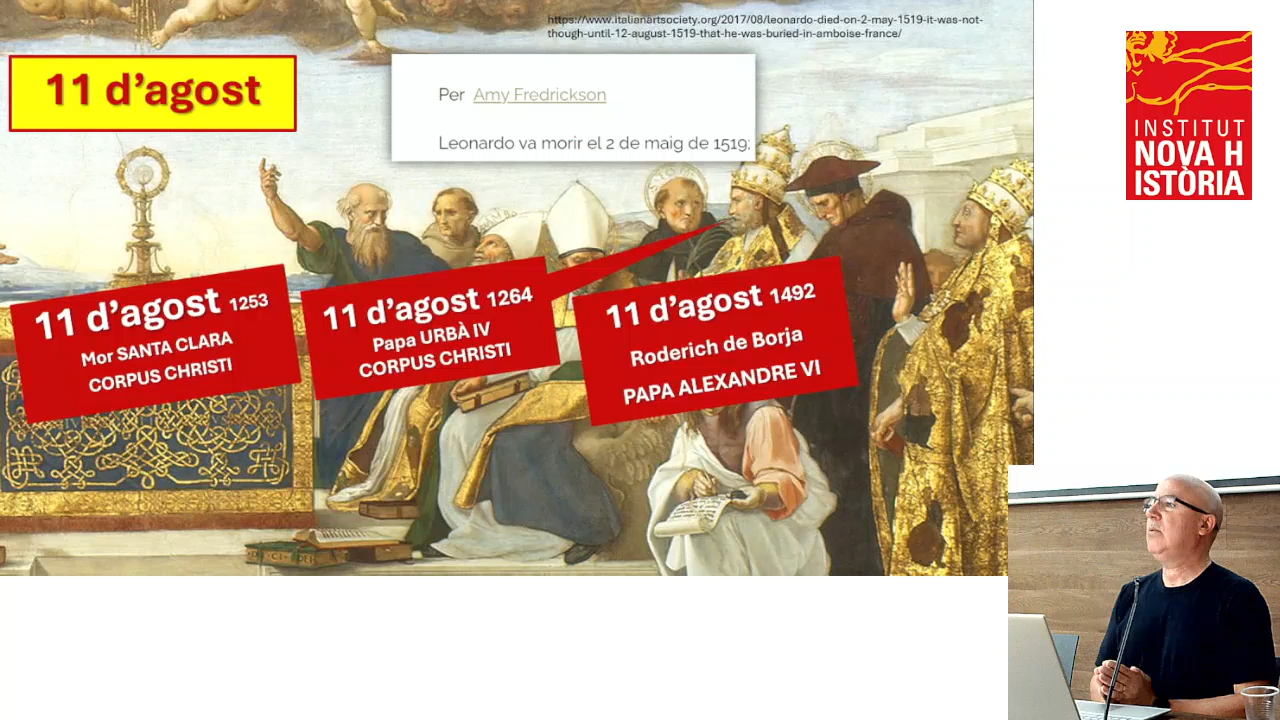 https://www.italianartsociety.org/2017/08/leonardo-died-on-2-may-1519-it-was-not-
though-until-12-august-1519-that-he-was-buried-in-amboise-france/
11 d’agost
Per Amy Fredrickson
Leonardo va morir el 2 de maig de 1519;
11 d’agost 1253
Mor SANTA CLARA
CORPUS CHRISTI
11 d’agost 1264
Papa URBÀ IV
CORPUS CHRISTI
11 d’agost 1492
Roderich de Borja
PAPA ALEXANDRE VI
INSTITUT
NOVA H
ISTÒRIA